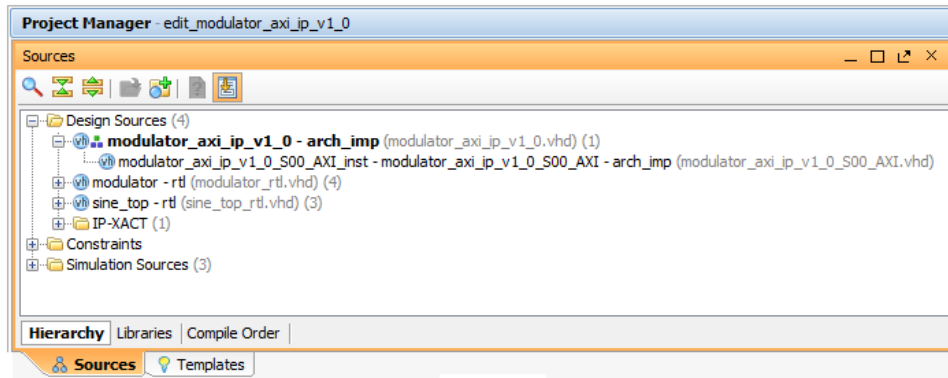 Project Manager - edit_modulator_axi_ip_v1_0
Sources
Design Sources (4)
modulator_axi_ip_v1_0 - arch_imp (modulator_axi_ip_v1_0.vhd) (1)
modulator_axi_ip_v1_0_S00_AXI_inst - modulator_axi_ip_v1_0_S00_AXI - arch_imp (modulator_axi_ip_v1_0_S00_AXI.vhd)
modulator - rtl (modulator_rtl.vhd) (4)
sine_top - rtl (sine_top_rtl.vhd) (3)
IP-XACT (1)
Constraints
Simulation Sources (3)
Hierarchy Libraries Compile Order
Sources Templates